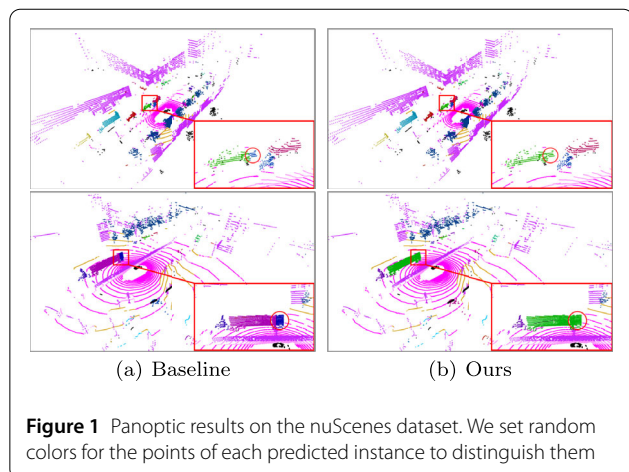 (a) Baseline
(b) Ours
Figure 1 Panoptic results on the nuScenes dataset. We set random
colors for the points of each predicted instance to distinguish them